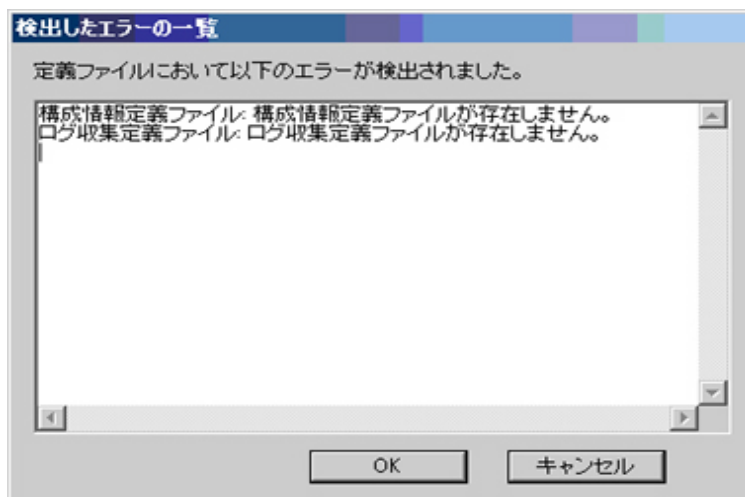 検出したエラーの一覧
定義ファイルにおいて以下のエラーが検出されました。
構成情報定義ファイル: 構成情報定義ファイルが存在しません。
ログ収集定義ファイル: ログ収集定義ファイルが存在しません。
OK
キャンセル